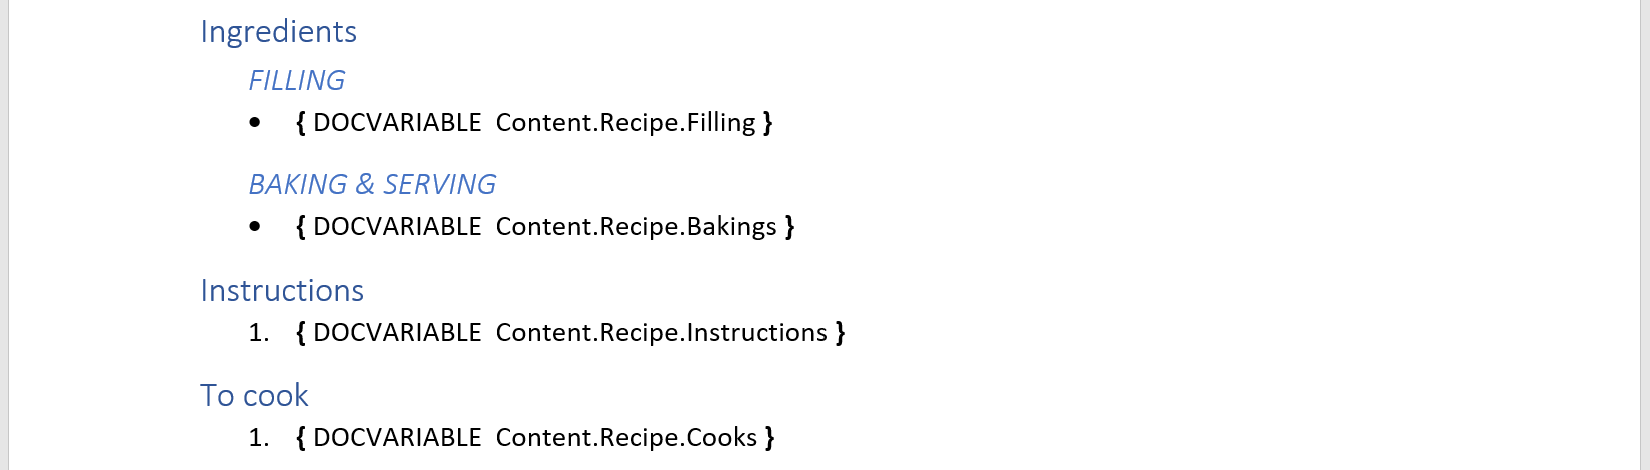 Ingredients
FILLING
• { DOCVARIABLE  Content.Recipe.Filling }
BAKING & SERVING
• { DOCVARIABLE  Content.Recipe.Bakings }
Instructions
1. { DOCVARIABLE  Content.Recipe.Instructions }
To cook
1. { DOCVARIABLE  Content.Recipe.Cooks }